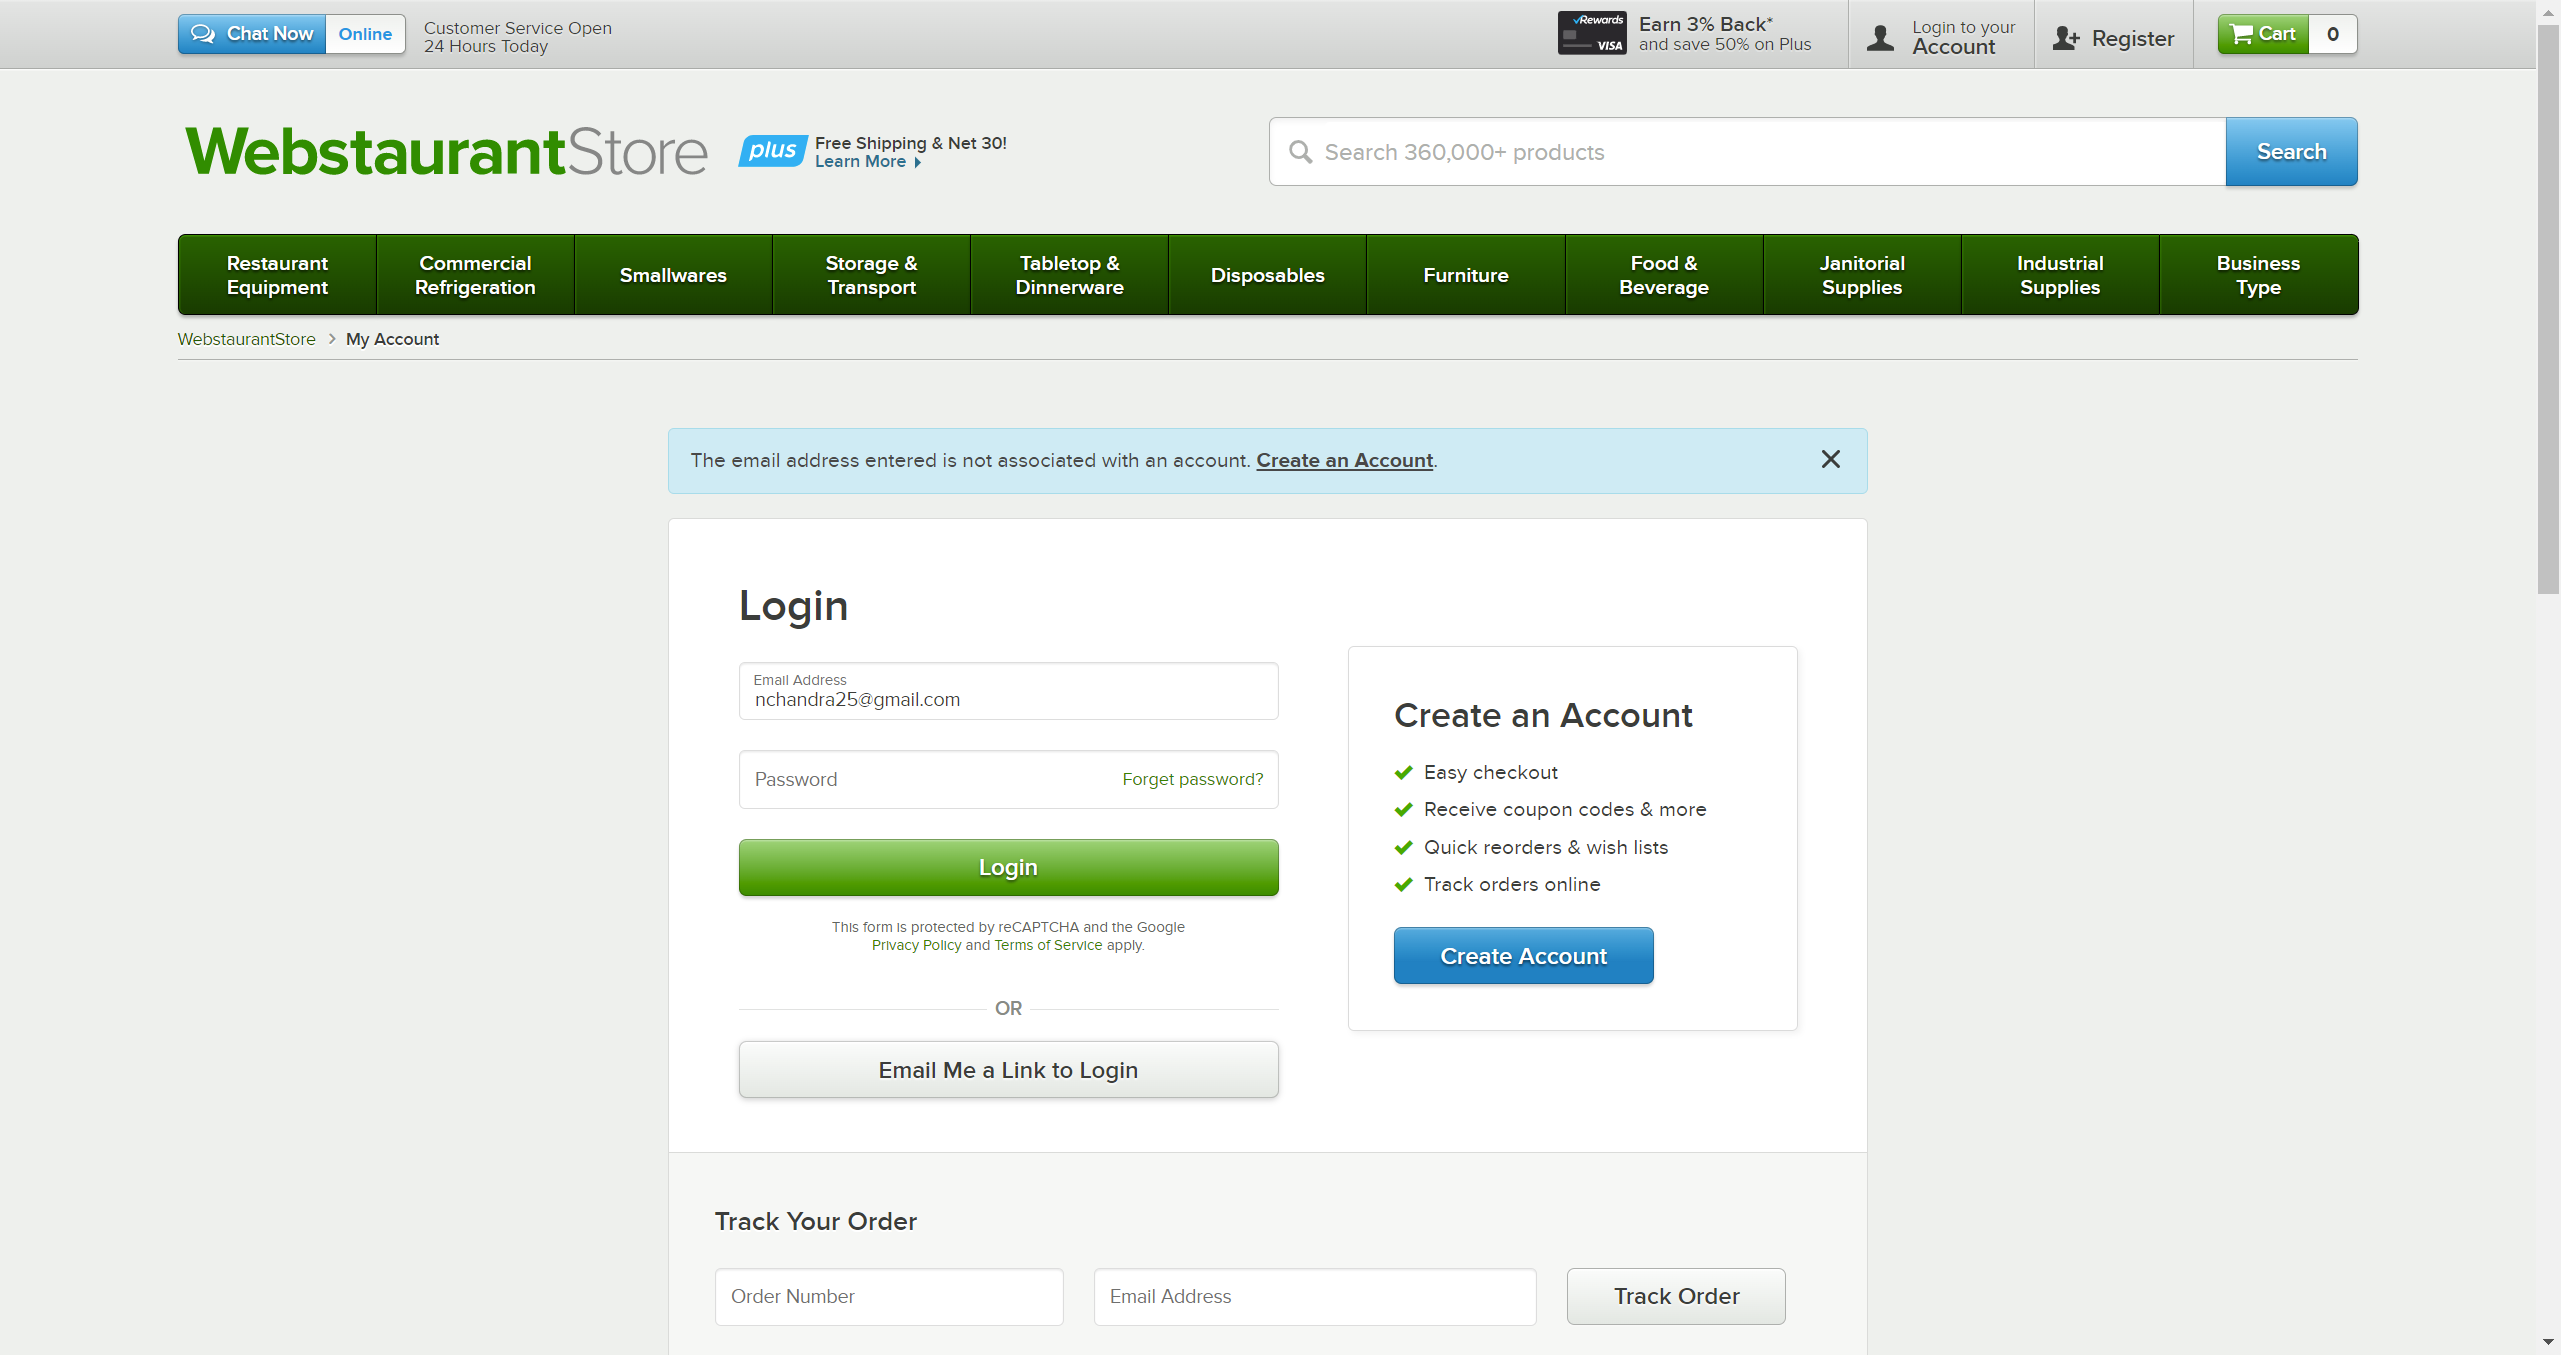 Chat Now
Online
Customer Service Open
24 Hours Today
Rewards
VISA
Earn 3% Back*
and save 50% on Plus
Login to your
Account
Register
Cart
0
WebstaurantStore
plus
Free Shipping & Net 30!
Learn More
Search 360,000+ products
Search
Restaurant
Equipment
Commercial
Refrigeration
Smallwares
Storage &
Transport
Tabletop &
Dinnerware
Disposables
Furniture
Food &
Beverage
Janitorial
Supplies
Industrial
Supplies
Business
Type
WebstaurantStore > My Account
The email address entered is not associated with an account. Create an Account.
Login
Email Address
nchandra25@gmail.com
Password
Forget password?
Login
This form is protected by reCAPTCHA and the Google
Privacy Policy and Terms of Service apply.
OR
Email Me a Link to Login
Create an Account
Easy checkout
Receive coupon codes & more
Quick reorders & wish lists
Track orders online
Create Account
Track Your Order
Order Number
Email Address
Track Order